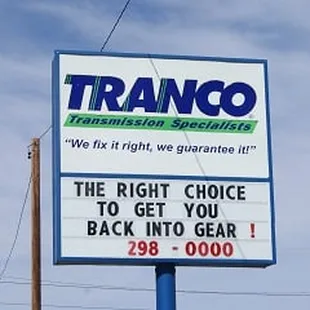 TRANCO
Transmission Specialists
"We fix it right, we guarantee it!"
THE RIGHT CHOICE
TO GET YOU
BACK INTO GEAR !
298 - 0000